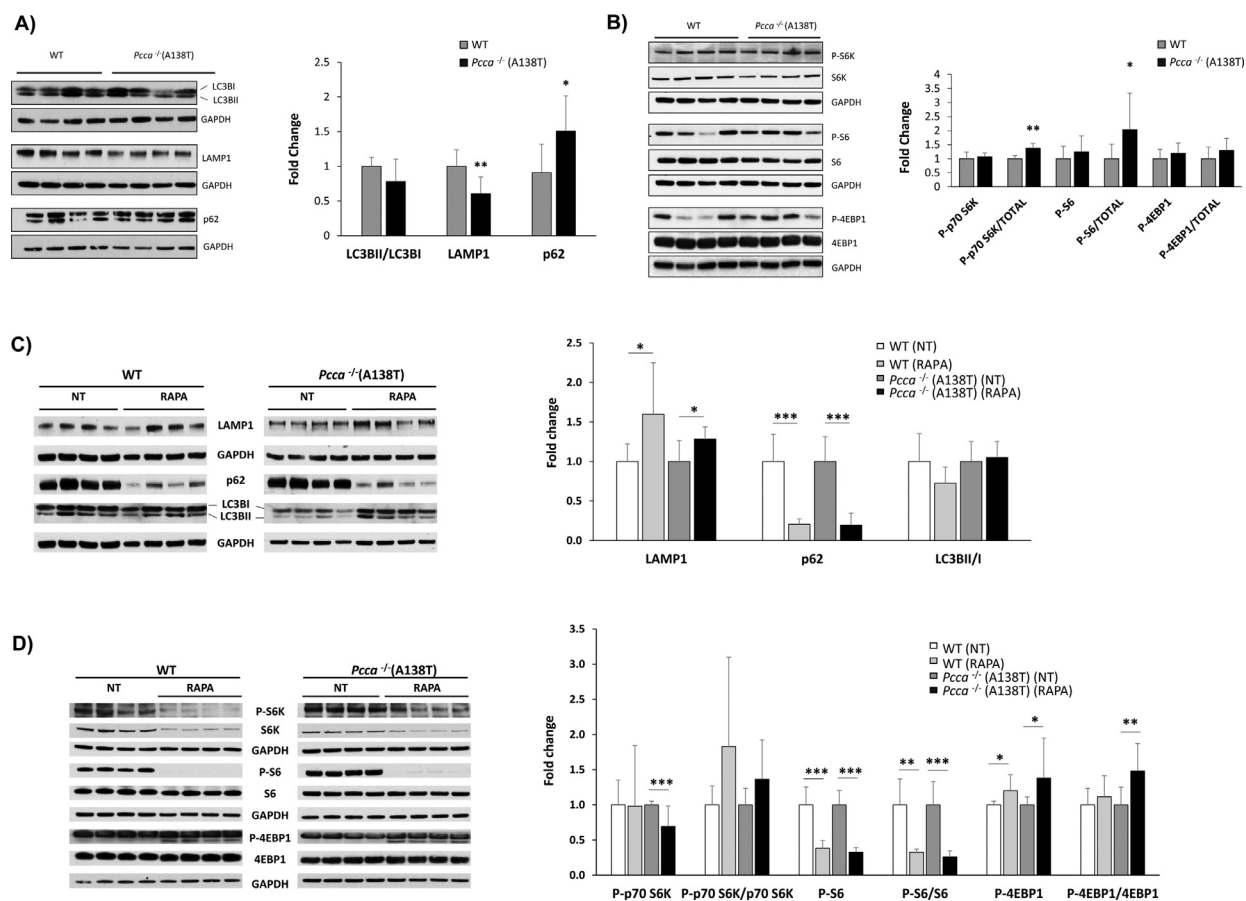 A)
WT
Pcca -/- (A138T)
LC3BI
LC3BII
GAPDH
LAMP1
GAPDH
p62
GAPDH
WT
Pcca -/- (A138T)
Fold Change
2.5
2
1.5
1
0.5
0
**
*
LC3BII/LC3BI
LAMP1
p62
B)
WT
Pcca -/- (A138T)
P-S6K
S6K
GAPDH
P-S6
S6
GAPDH
P-4EBP1
4EBP1
GAPDH
WT
Pcca -/- (A138T)
Fold Change
4
3.5
3
2.5
2
1.5
1
0.5
0
**
*
P-p70 S6K
P-p70 S6K/TOTAL
P-S6
P-S6/TOTAL
P-4EBP1
P-4EBP1/TOTAL
C)
WT
Pcca -/-(A138T)
NT
RAPA
NT
RAPA
LAMP1
GAPDH
p62
LC3BI
LC3BII
GAPDH
WT (NT)
WT (RAPA)
Pcca -/- (A138T) (NT)
Pcca -/- (A138T) (RAPA)
Fold change
2.5
2.0
1.5
1.0
0.5
0.0
*
*
***
***
LAMP1
p62
LC3BII/I
D)
WT
Pcca -/-(A138T)
NT
RAPA
NT
RAPA
P-S6K
S6K
GAPDH
P-S6
S6
GAPDH
P-4EBP1
4EBP1
GAPDH
WT (NT)
WT (RAPA)
Pcca -/- (A138T) (NT)
Pcca -/- (A138T) (RAPA)
Fold change
3.5
3.0
2.5
2.0
1.5
1.0
0.5
0.0
***
***
***
**
***
*
*
**
P-p70 S6K
P-p70 S6K/p70 S6K
P-S6
P-S6/S6
P-4EBP1
P-4EBP1/4EBP1